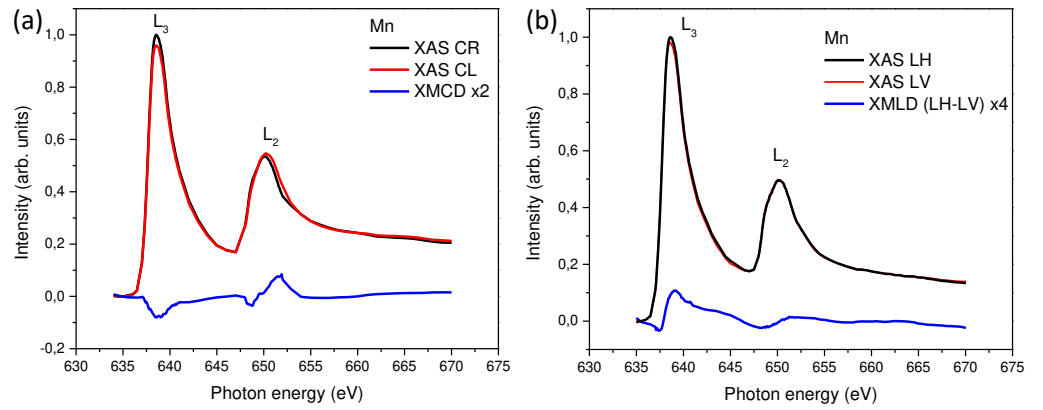 (a)
L3
Mn
XAS CR
XAS CL
XMCD x2
L2
Intensity (arb. units)
1,0
0,8
0,6
0,4
0,2
0,0
-0,2
630 635 640 645 650 655 660 665 670 675
Photon energy (eV)
(b)
L3
Mn
XAS LH
XAS LV
XMLD (LH-LV) x4
L2
Intensity (arb. units)
1,0
0,8
0,6
0,4
0,2
0,0
630 635 640 645 650 655 660 665 670 675
Photon energy (eV)